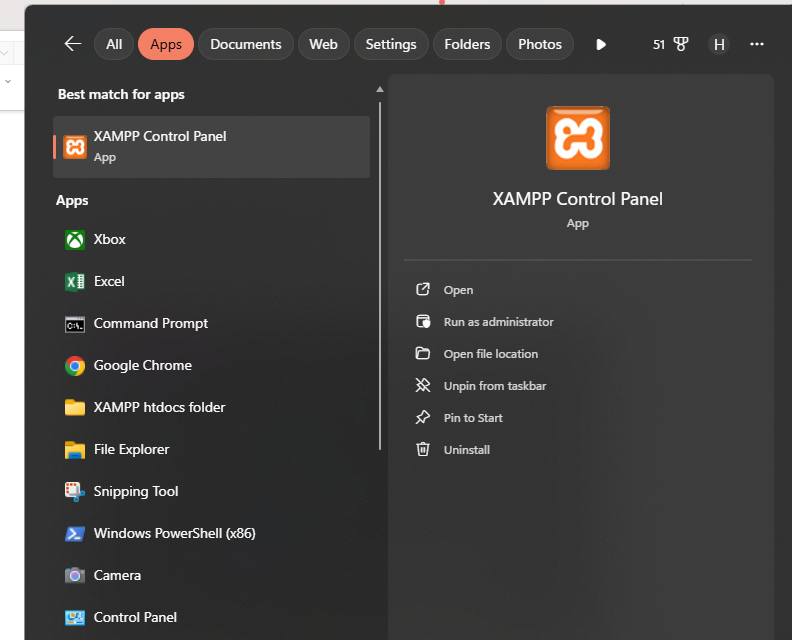 All Apps Documents Web Settings Folders Photos 51 H
Best match for apps
XAMPP Control Panel
App
Apps
Xbox
Excel
Command Prompt
Google Chrome
XAMPP htdocs folder
File Explorer
Snipping Tool
Windows PowerShell (x86)
Camera
Control Panel
XAMPP Control Panel
App
Open
Run as administrator
Open file location
Unpin from taskbar
Pin to Start
Uninstall